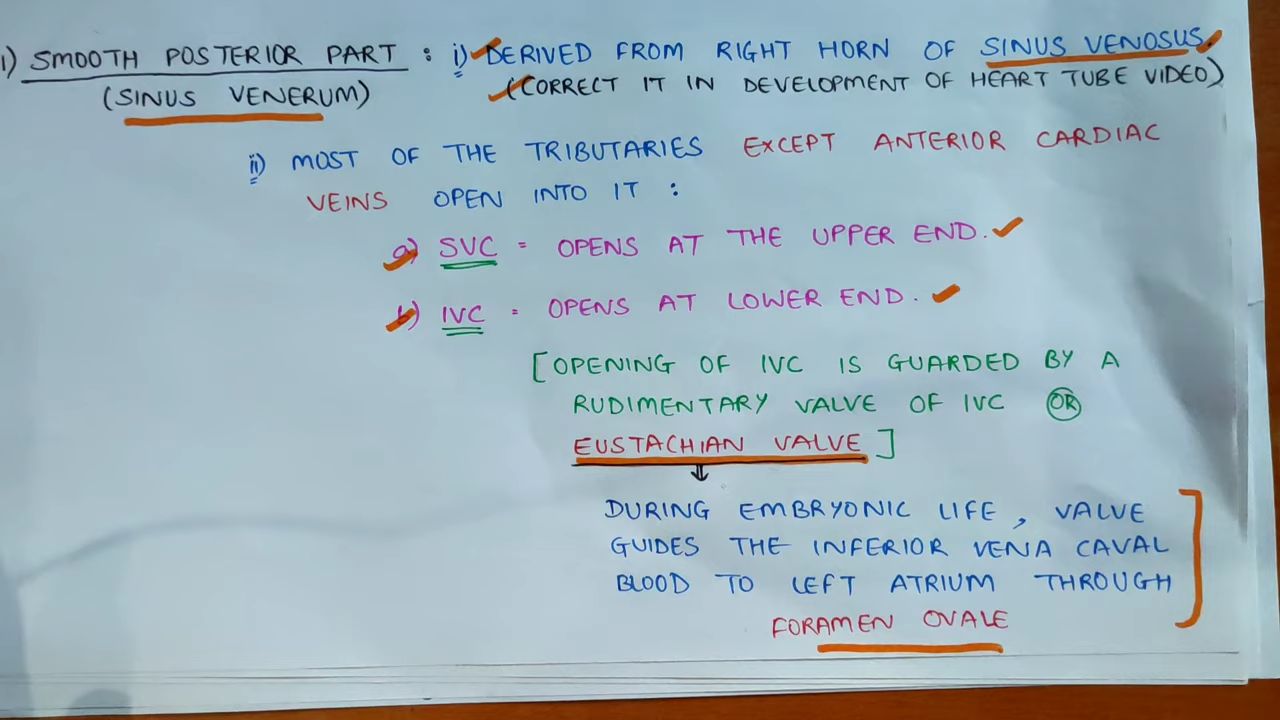 1) SMOOTH POSTERIOR PART : i) DERIVED FROM RIGHT HORN OF SINUS VENOSUS.
(SINUS VENERUM) (CORRECT IT IN DEVELOPMENT OF HEART TUBE VIDEO)
ii) MOST OF THE TRIBUTARIES EXCEPT ANTERIOR CARDIAC
VEINS OPEN INTO IT :
a) SVC = OPENS AT THE UPPER END.
b) IVC = OPENS AT LOWER END.
[OPENING OF IVC IS GUARDED BY A
RUDIMENTARY VALVE OF IVC OR
EUSTACHIAN VALVE]
DURING EMBRYONIC LIFE, VALVE
GUIDES THE INFERIOR VENA CAVAL
BLOOD TO LEFT ATRIUM THROUGH
FORAMEN OVALE